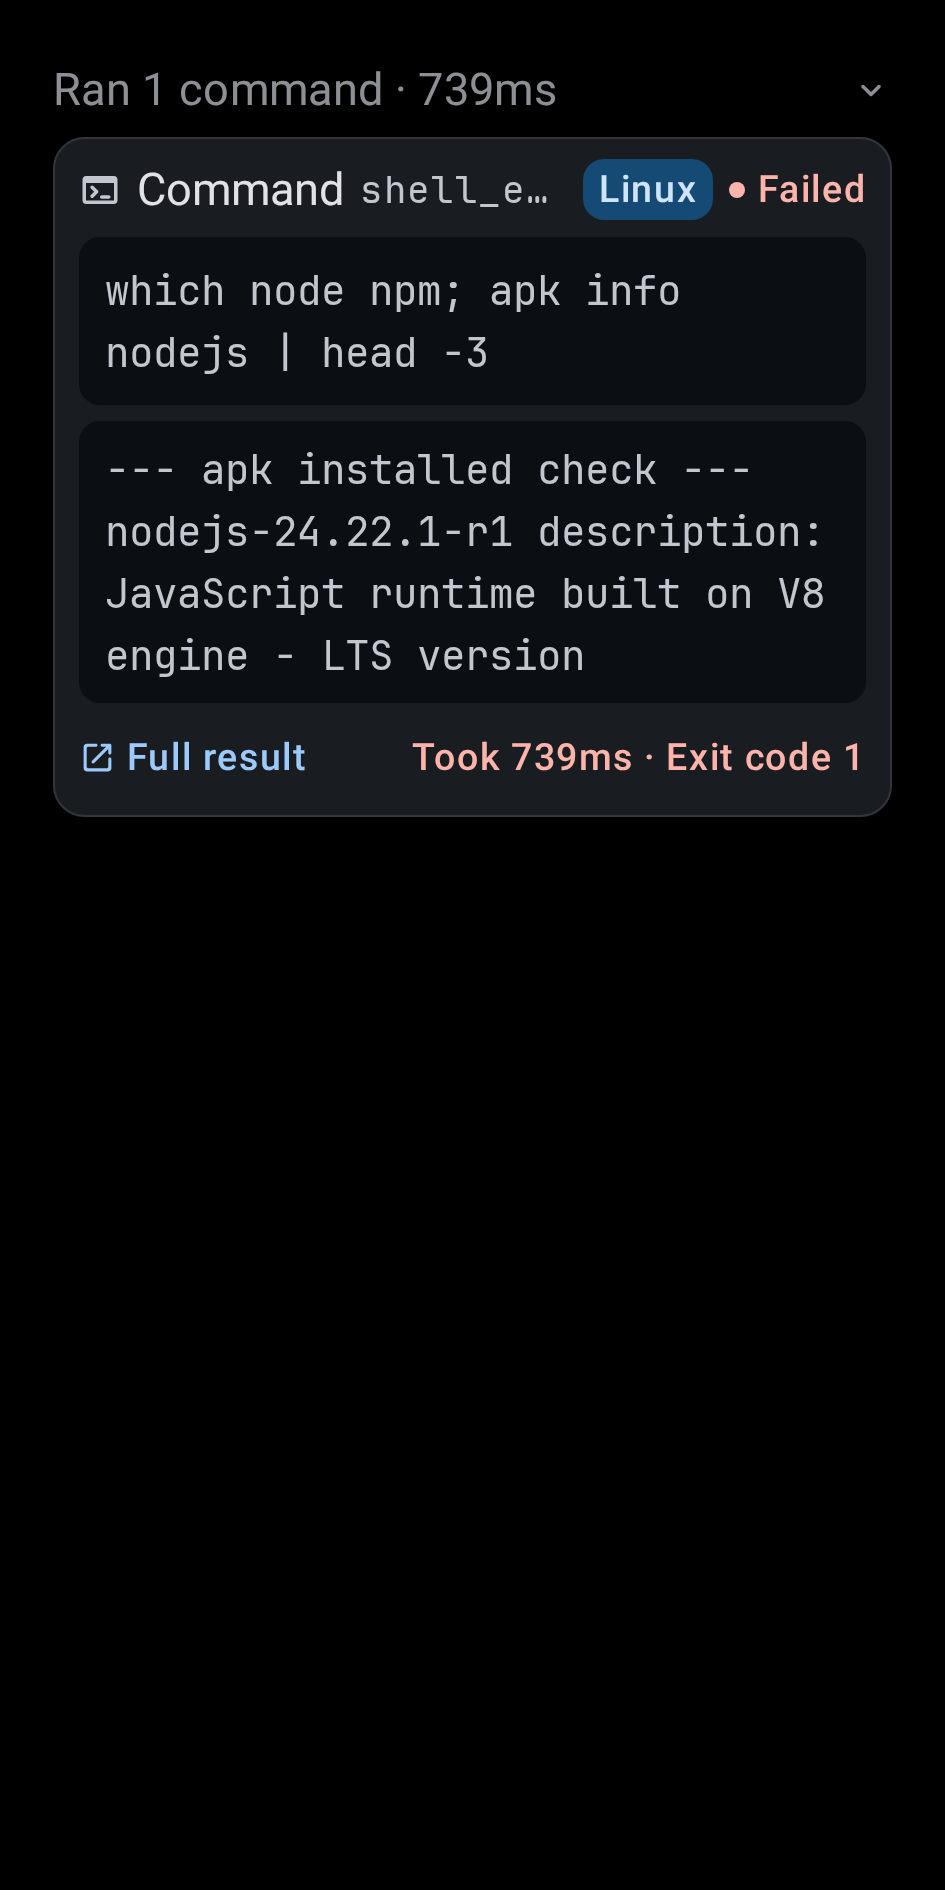 Ran 1 command · 739ms
Command shell_e… Linux Failed
which node npm; apk info
nodejs | head -3
--- apk installed check ---
nodejs-24.22.1-r1 description:
JavaScript runtime built on V8
engine - LTS version
Full result Took 739ms · Exit code 1